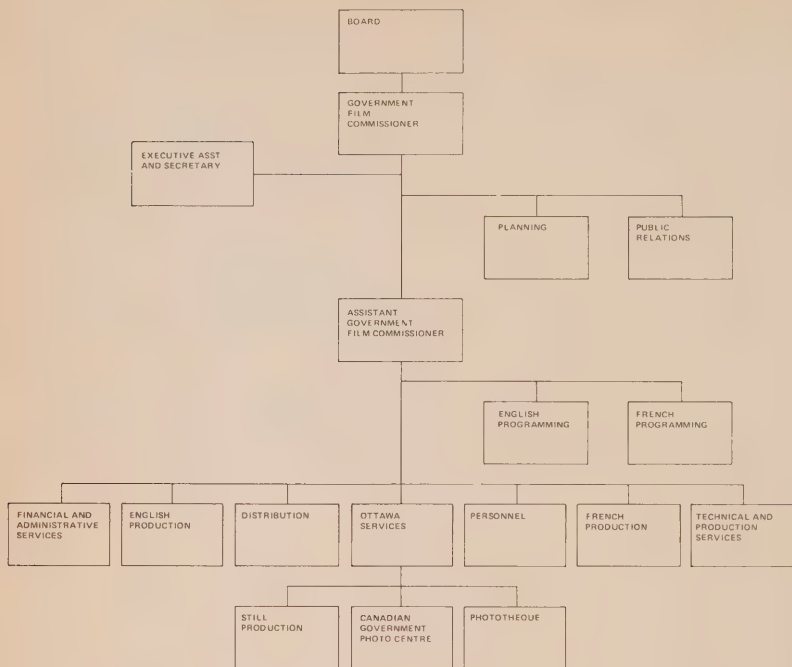 BOARD
GOVERNMENT
FILM
COMMISSIONER
EXECUTIVE ASST
AND SECRETARY
PLANNING
PUBLIC
RELATIONS
ASSISTANT
GOVERNMENT
FILM COMMISSIONER
ENGLISH
PROGRAMMING
FRENCH
PROGRAMMING
FINANCIAL AND
ADMINISTRATIVE
SERVICES
ENGLISH
PRODUCTION
DISTRIBUTION
OTTAWA
SERVICES
PERSONNEL
FRENCH
PRODUCTION
TECHNICAL AND
PRODUCTION
SERVICES
STILL
PRODUCTION
CANADIAN
GOVERNMENT
PHOTO CENTRE
PHOTOTHEQUE